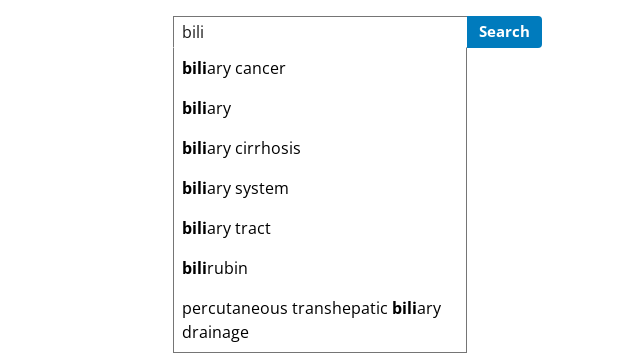 bili
Search
biliary cancer
biliary
biliary cirrhosis
biliary system
biliary tract
bilirubin
percutaneous transhepatic biliary
drainage